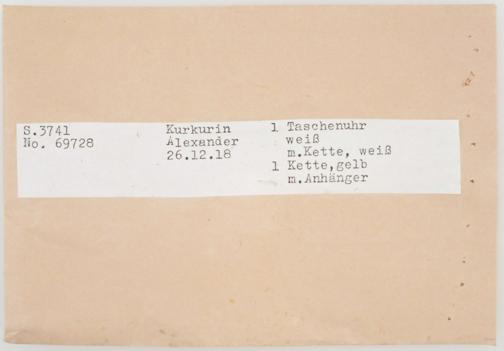 S.3741
No. 69728
Kurkurin
Alexander
26.12.18
1 Taschenuhr
weiß
m.Kette, weiß
1 Kette,gelb
m.Anhänger